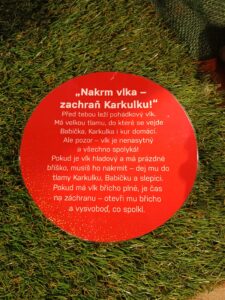 „Nakrm vlka –
zachraň Karkulku!“
Před tebou leží pohádkový vlk.
Má velkou tlamu, do které se vejde
Babička, Karkulka i kur domácí.
Ale pozor – vlk je nenasytný
a všechno spolyká!
Pokud je vlk hladový a má prázdné
bříško, musíš ho nakrmit – dej mu do
tlamy Karkulku, Babičku a slepici.
Pokud má vlk břicho plné, je čas
na záchranu – otevři mu břicho
a vysvoboď, co spolkl.